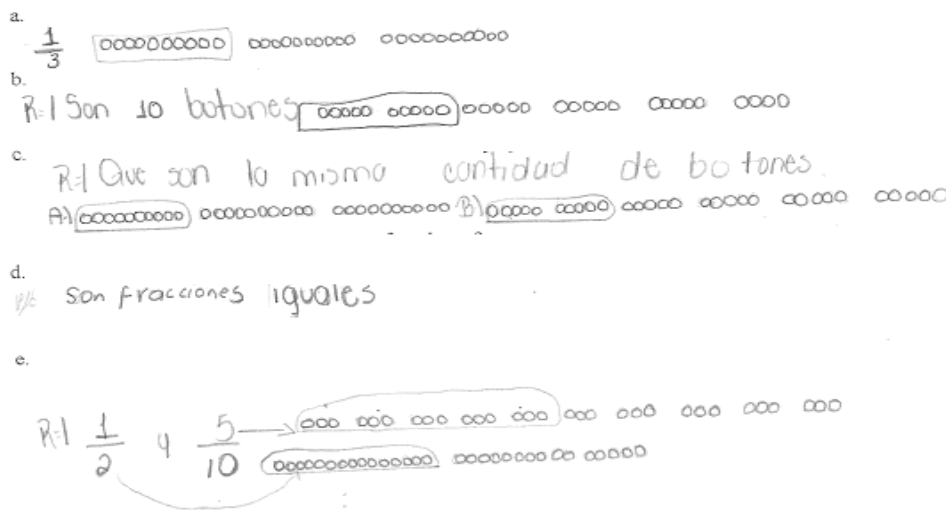 a.
1/3
b.
R:/ Son 10 botones
c.
R:/ Que son la misma cantidad de botones.
A:) B:)
d.
R/: Son fracciones iguales
e.
R:/ 1/2 y 5/10